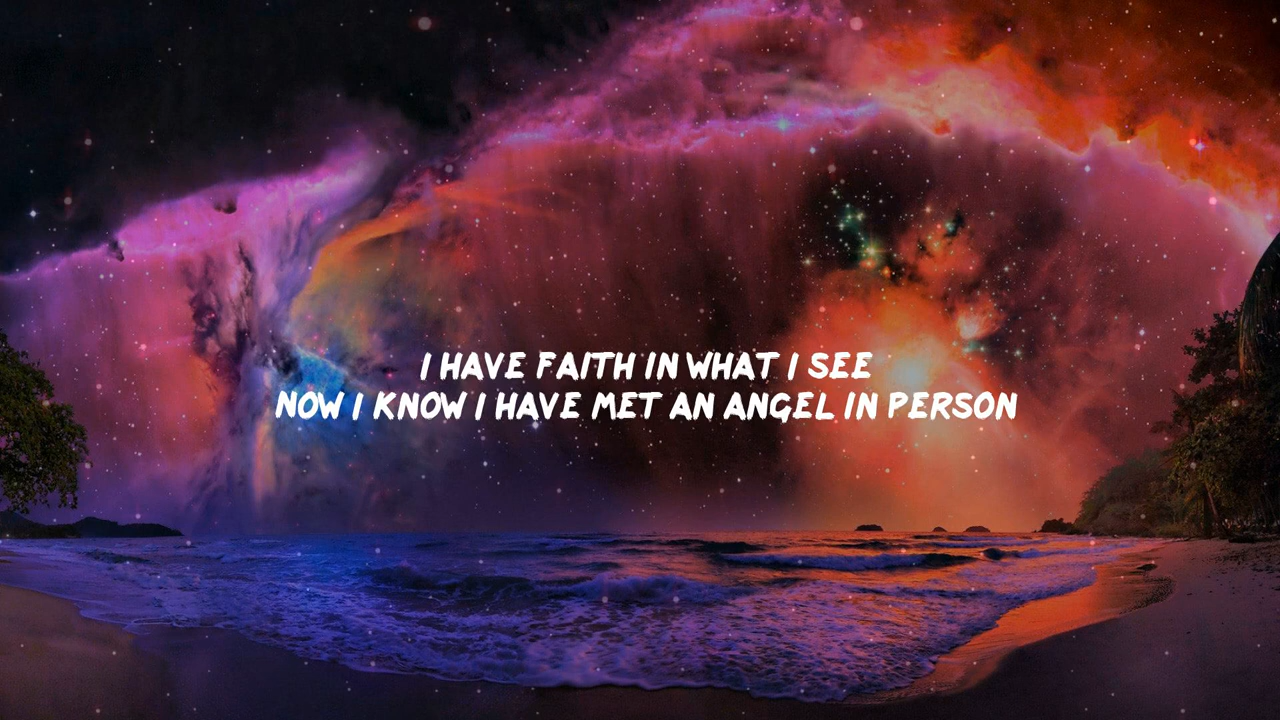 I HAVE FAITH IN WHAT I SEE
NOW I KNOW I HAVE MET AN ANGEL IN PERSON